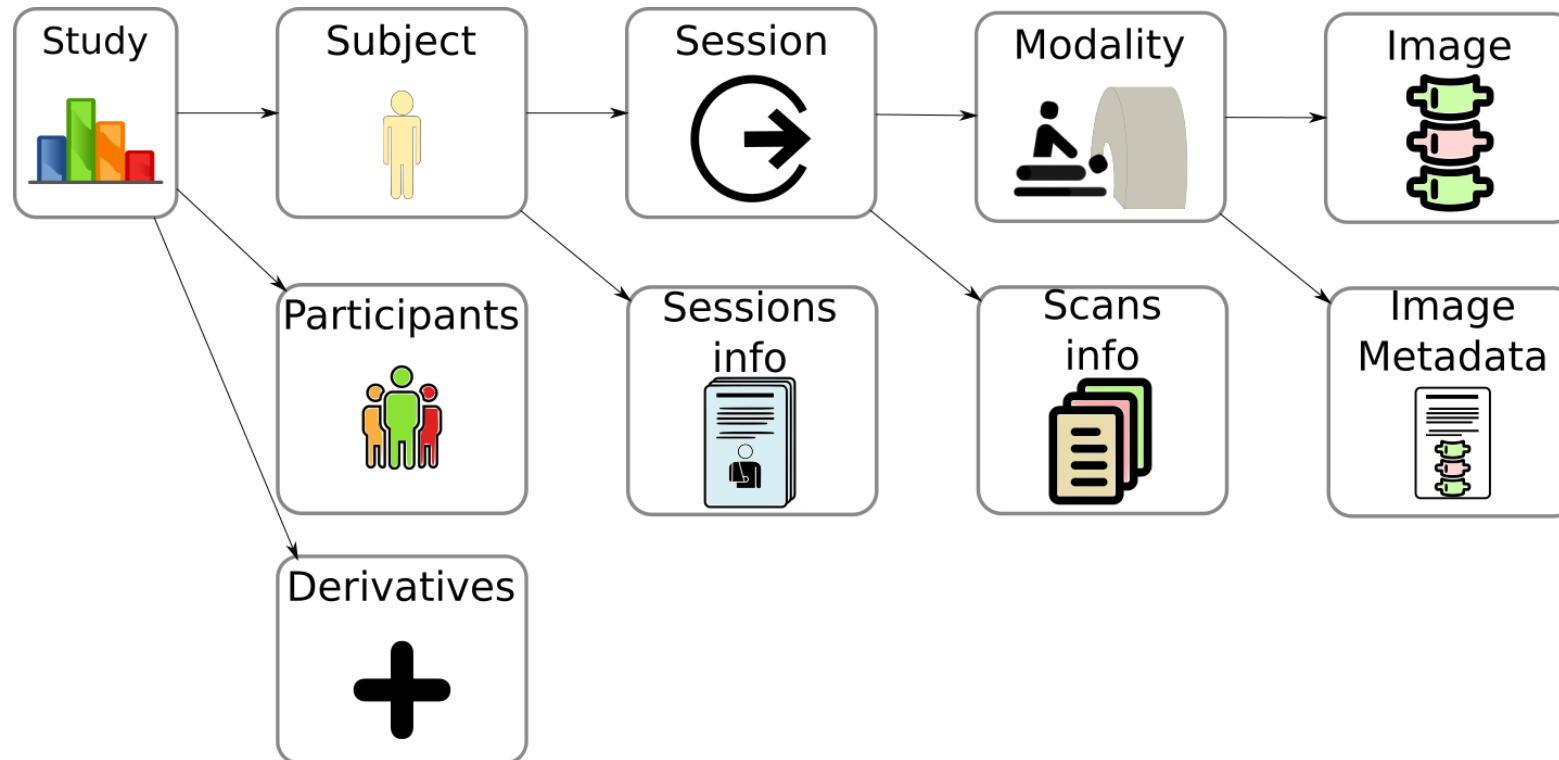 Study
Subject
Session
Modality
Image
Participants
Sessions
info
Scans
info
Image
Metadata
Derivatives